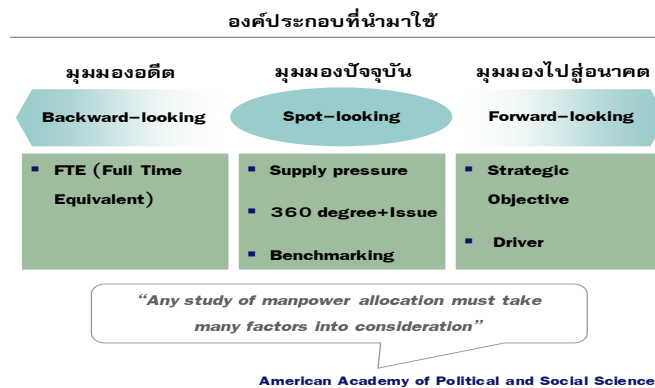 องค์ประกอบที่นำมาใช้
มุมมองอดีต
Backward-looking
FTE (Full Time
Equivalent)
มุมมองปัจจุบัน
Spot-looking
Supply pressure
360 degree+Issue
Benchmarking
มุมมองไปสู่อนาคต
Forward-looking
Strategic
Objective
Driver
“Any study of manpower allocation must take
many factors into consideration”
American Academy of Political and Social Science